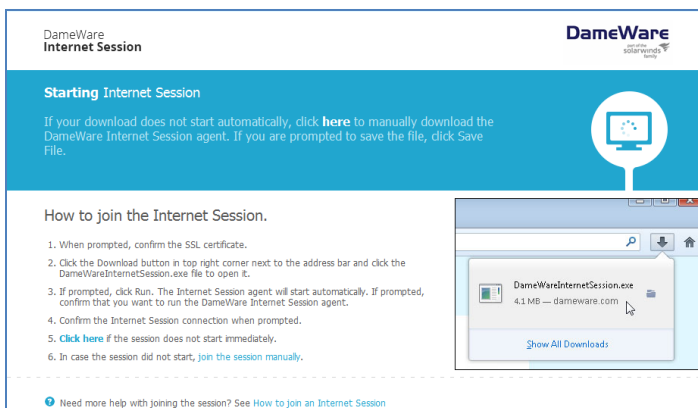 DameWare
Internet Session
DameWare
part of the
solarwinds
family
Starting Internet Session
If your download does not start automatically, click here to manually download the
DameWare Internet Session agent. If you are prompted to save the file, click Save
File.
How to join the Internet Session.
1. When prompted, confirm the SSL certificate.
2. Click the Download button in top right corner next to the address bar and click the
DameWareInternetSession.exe file to open it.
3. If prompted, click Run. The Internet Session agent will start automatically. If prompted,
confirm that you want to run the DameWare Internet Session agent.
4. Confirm the Internet Session connection when prompted.
5. Click here if the session does not start immediately.
6. In case the session did not start, join the session manually.
DameWareInternetSession.exe
4.1 MB — dameware.com
Show All Downloads
Need more help with joining the session? See How to join an Internet Session